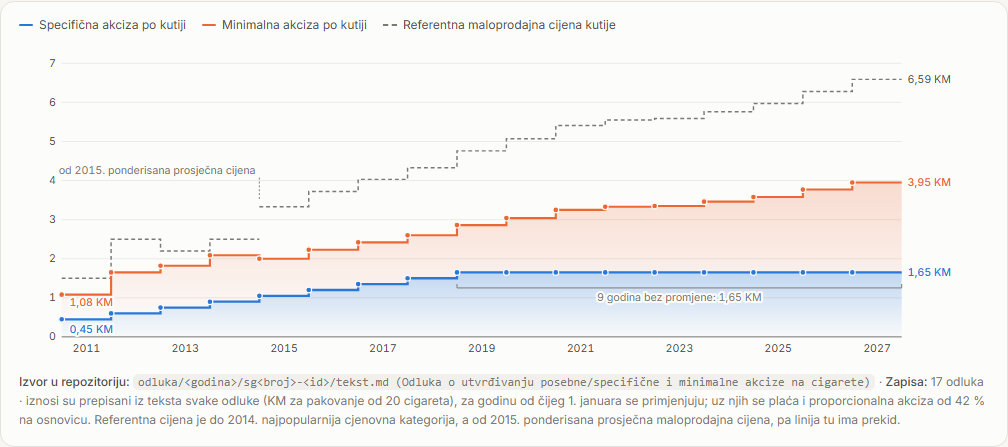 Specifična akciza po kutiji
Minimalna akciza po kutiji
Referentna maloprodajna cijena kutije
7
6
5
4
3
2
1
0
od 2015. ponderisana prosječna cijena
6,59 KM
3,95 KM
1,65 KM
1,08 KM
0,45 KM
9 godina bez promjene: 1,65 KM
2011
2013
2015
2017
2019
2021
2023
2025
2027
Izvor u repozitoriju: odluka/<godina>/sg<broj>-<id>/tekst.md (Odluka o utvrđivanju posebne/specifične i minimalne akcize na cigarete) · Zapisa: 17 odluka
· iznosi su prepisani iz teksta svake odluke (KM za pakovanje od 20 cigareta), za godinu od čijeg 1. januara se primjenjuju; uz njih se plaća i proporcionalna akciza od 42 %
na osnovicu. Referentna cijena je do 2014. najpopularnija cjenovna kategorija, a od 2015. ponderisana prosječna maloprodajna cijena, pa linija tu ima prekid.